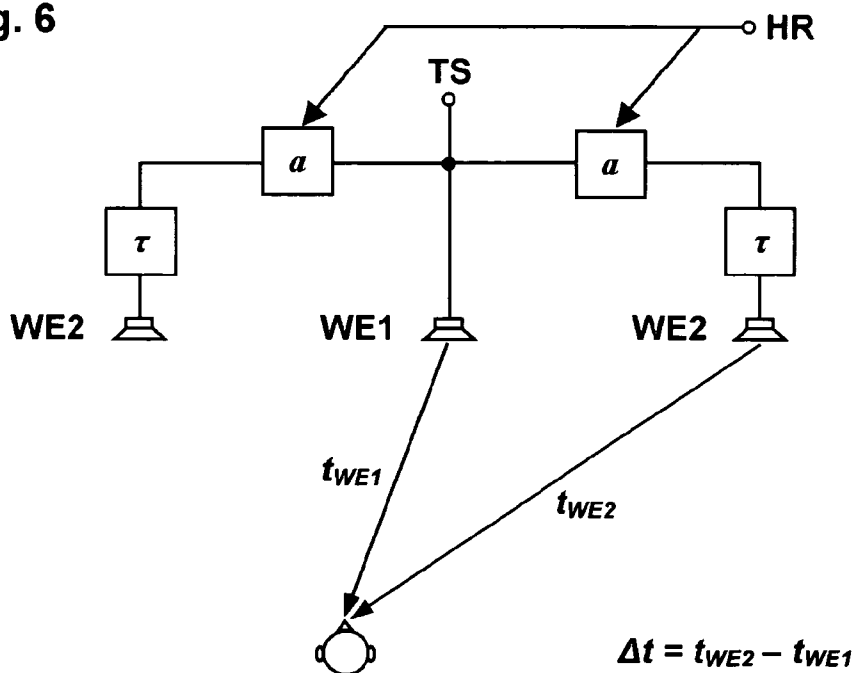 g. 6
HR
TS
a
a
τ
τ
WE2
WE1
WE2
tWE1
tWE2
Δt = tWE2 – tWE1